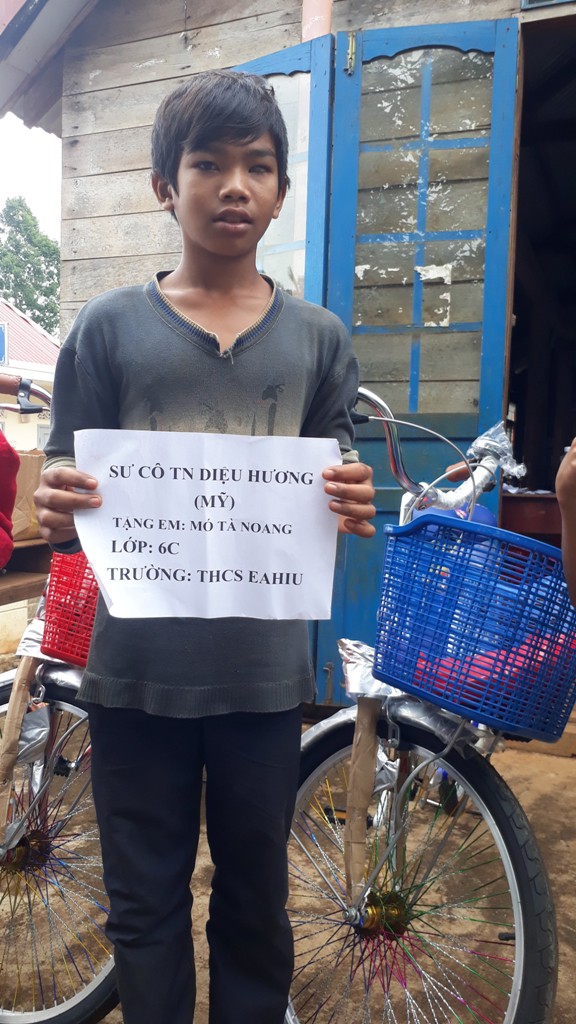 SƯ CÔ TN DIỆU HƯƠNG
(MỸ)
TẶNG EM: MÓ TÀ NOANG
LỚP: 6C
TRƯỜNG: THCS EAHIU